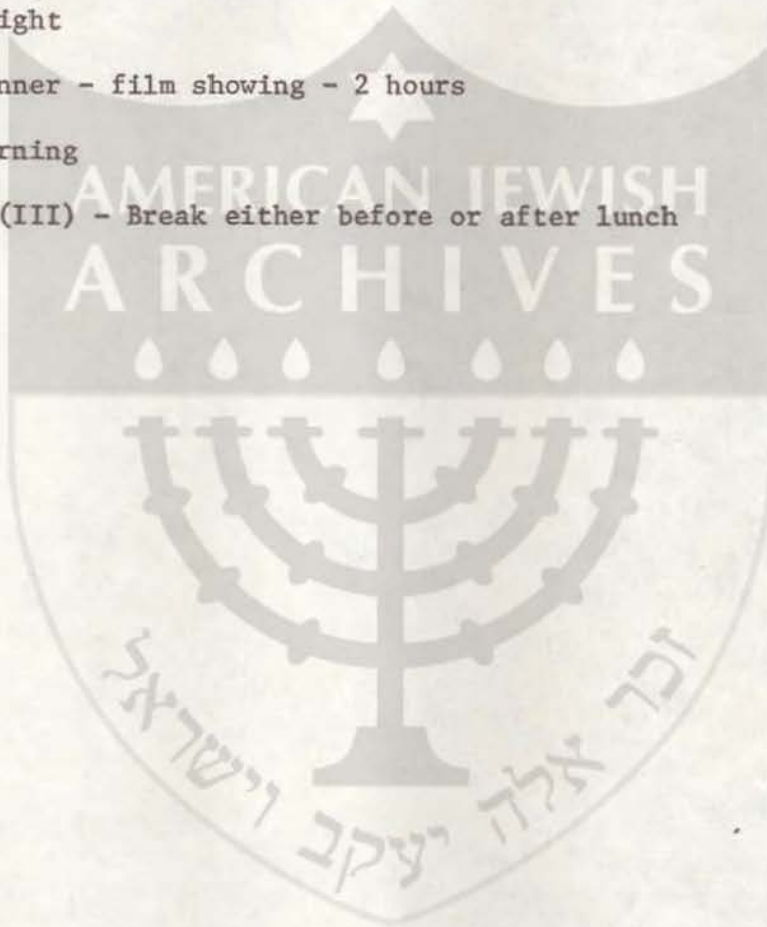 ight
nner - film showing - 2 hours
rning
(III) - Break either before or after lunch
AMERICAN JEWISH
ARCHIVES
זכר אלה יעקב וישראל